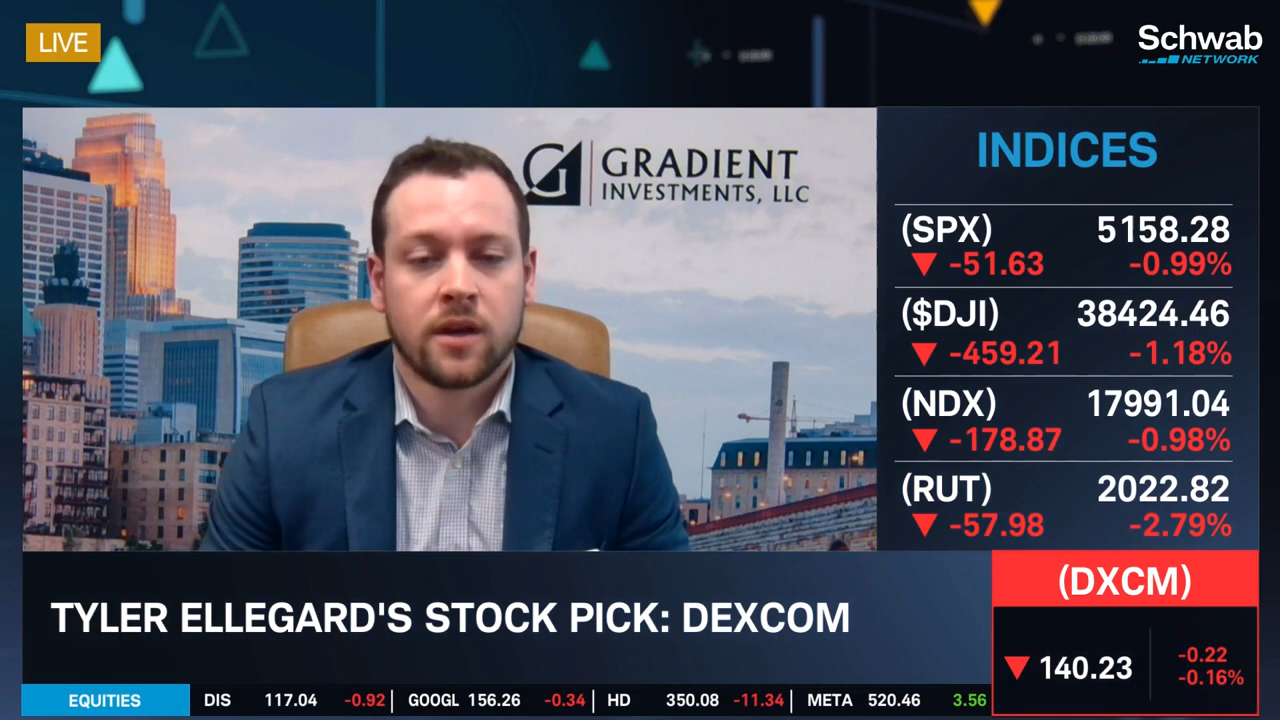 LIVE
Schwab
NETWORK
G
GRADIENT
INVESTMENTS, LLC
INDICES
(SPX) 5158.28
▼ -51.63 -0.99%
($DJI) 38424.46
▼ -459.21 -1.18%
(NDX) 17991.04
▼ -178.87 -0.98%
(RUT) 2022.82
▼ -57.98 -2.79%
TYLER ELLEGARD'S STOCK PICK: DEXCOM
(DXCM)
▼ 140.23
-0.22
-0.16%
EQUITIES DIS 117.04 -0.92 | GOOGL 156.26 -0.34 | HD 350.08 -11.34 | META 520.46 3.56